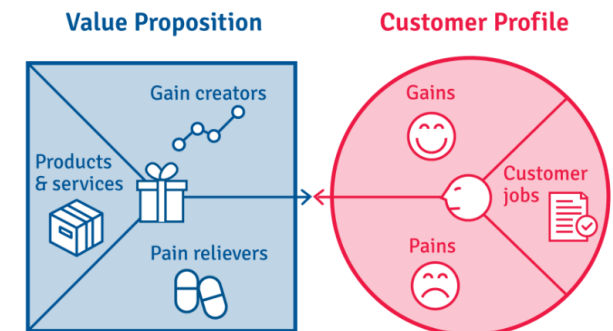 Value Proposition
Customer Profile
Gain creators
Products
& services
Pain relievers
Gains
Customer
jobs
Pains